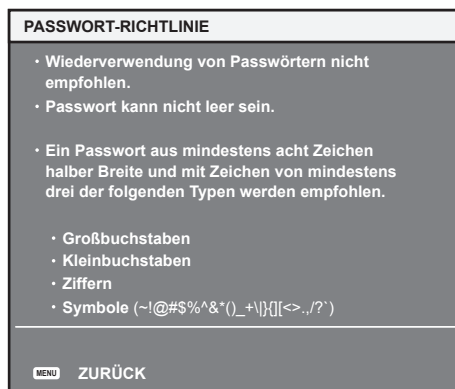 PASSWORT-RICHTLINIE
・Wiederverwendung von Passwörtern nicht
empfohlen.
・Passwort kann nicht leer sein.
・Ein Passwort aus mindestens acht Zeichen
halber Breite und mit Zeichen von mindestens
drei der folgenden Typen werden empfohlen.
・Großbuchstaben
・Kleinbuchstaben
・Ziffern
・Symbole (~!@#$%^&*()_+\|}{][<>.,/?`)
MENU ZURÜCK